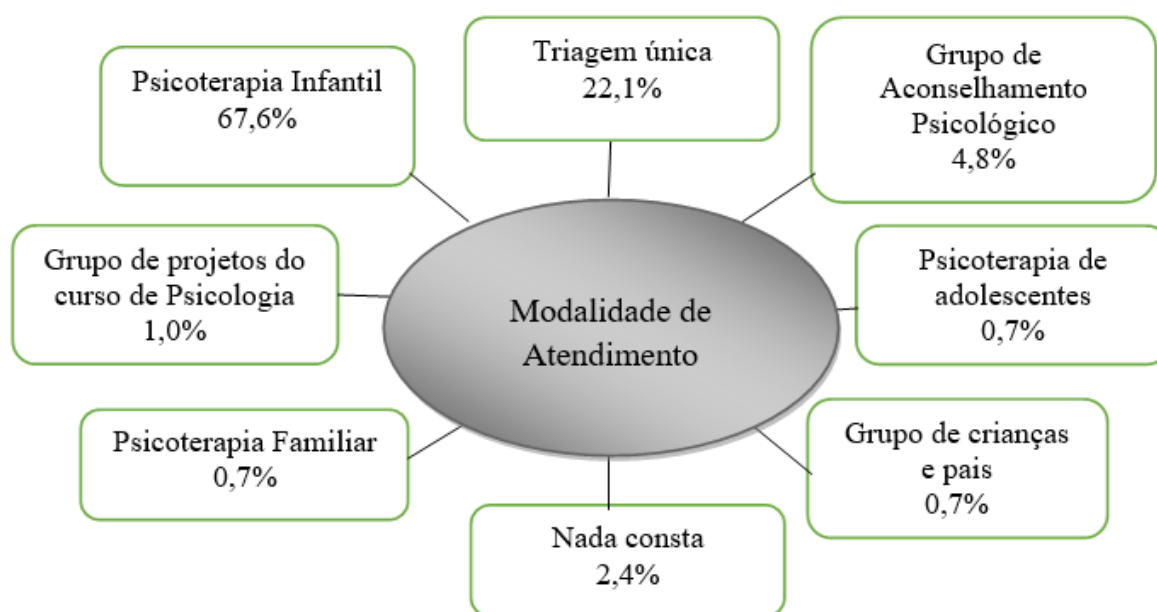 Psicoterapia Infantil
67,6%
Triagem única
22,1%
Grupo de
Aconselhamento
Psicológico
4,8%
Grupo de projetos do
curso de Psicologia
1,0%
Modalidade de
Atendimento
Psicoterapia de
adolescentes
0,7%
Psicoterapia Familiar
0,7%
Nada consta
2,4%
Grupo de crianças
e pais
0,7%